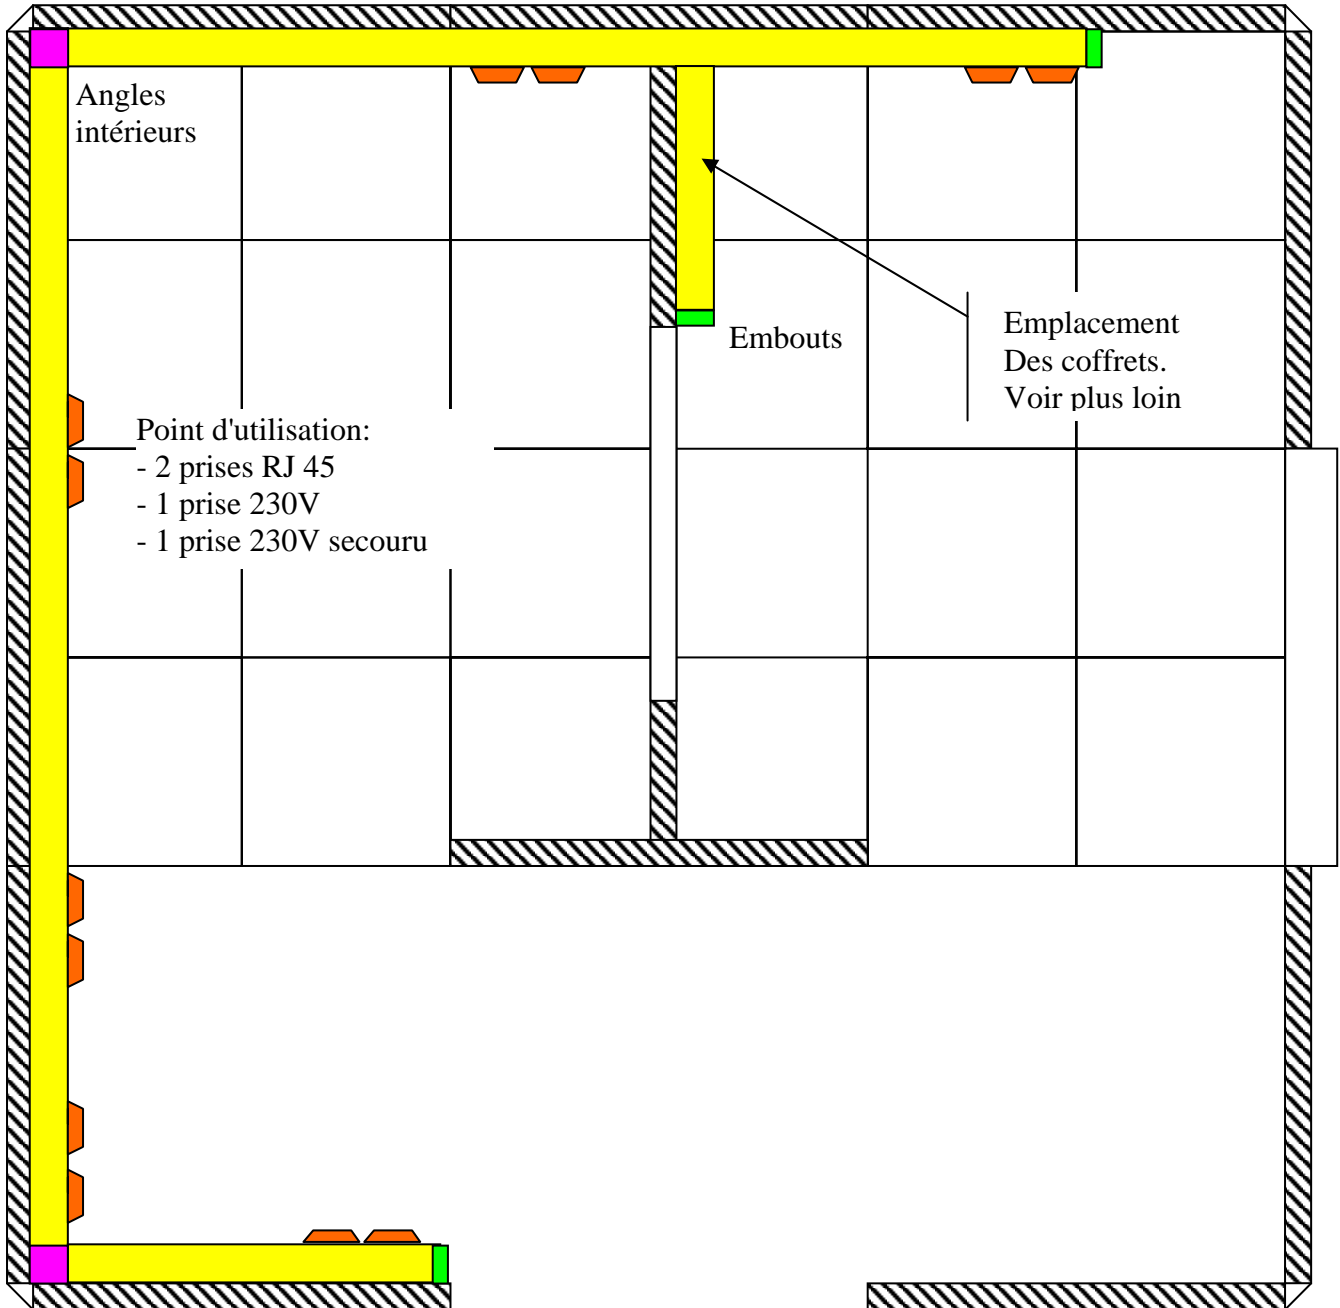 Angles
intérieurs
Embouts
Emplacement
Des coffrets.
Voir plus loin
Point d'utilisation:
- 2 prises RJ 45
- 1 prise 230V
- 1 prise 230V secouru